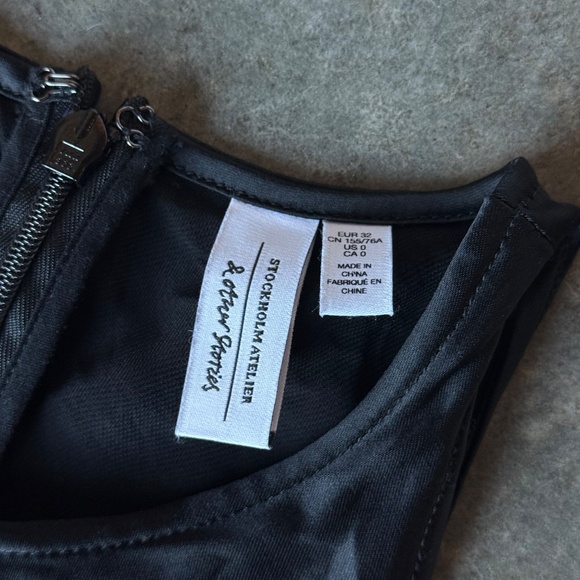 STOCKHOLM ATELIER
& other Stories
EUR 32
CN 155/76A
US 0
CA 0
MADE IN
CHINA
FABRIQUÉ EN
CHINE